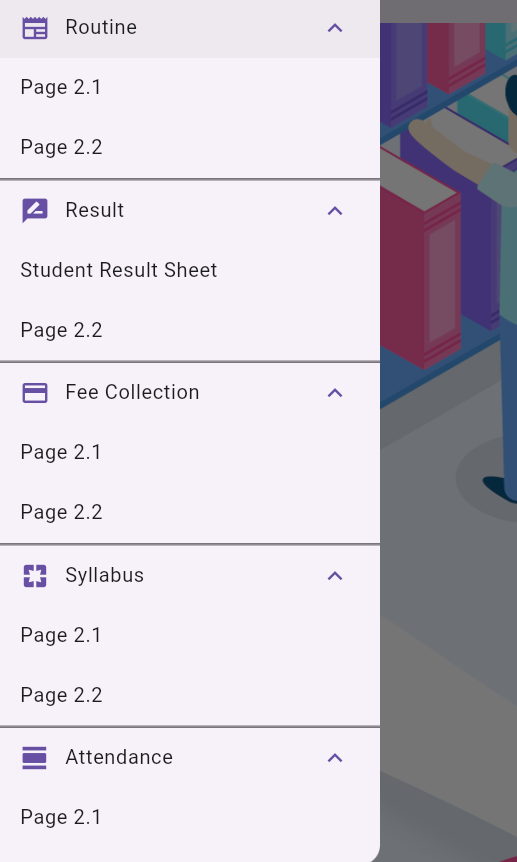 Routine
Page 2.1
Page 2.2
Result
Student Result Sheet
Page 2.2
Fee Collection
Page 2.1
Page 2.2
Syllabus
Page 2.1
Page 2.2
Attendance
Page 2.1